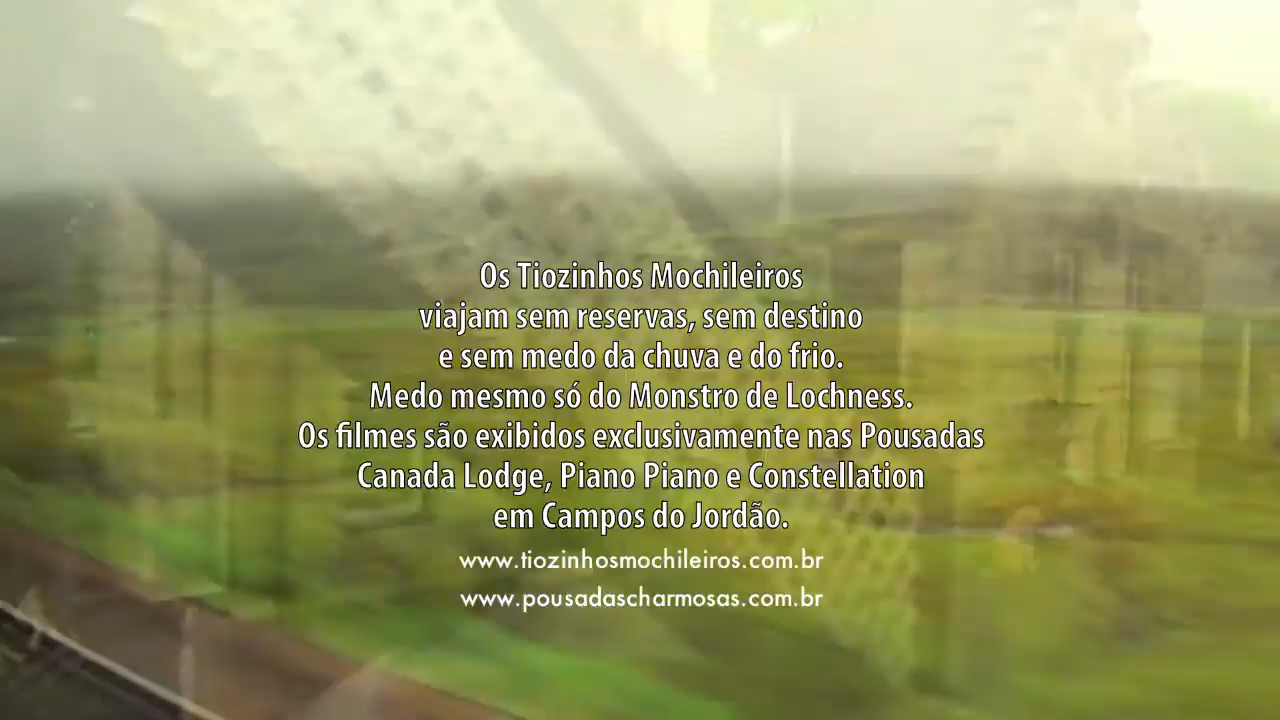 Os Tiozinhos Mochileiros
viajam sem reservas, sem destino
e sem medo da chuva e do frio.
Medo mesmo só do Monstro de Lochness.
Os filmes são exibidos exclusivamente nas Pousadas
Canada Lodge, Piano Piano e Constellation
em Campos do Jordão.
www.tiozinhosmochileiros.com.br
www.pousadascharmosas.com.br